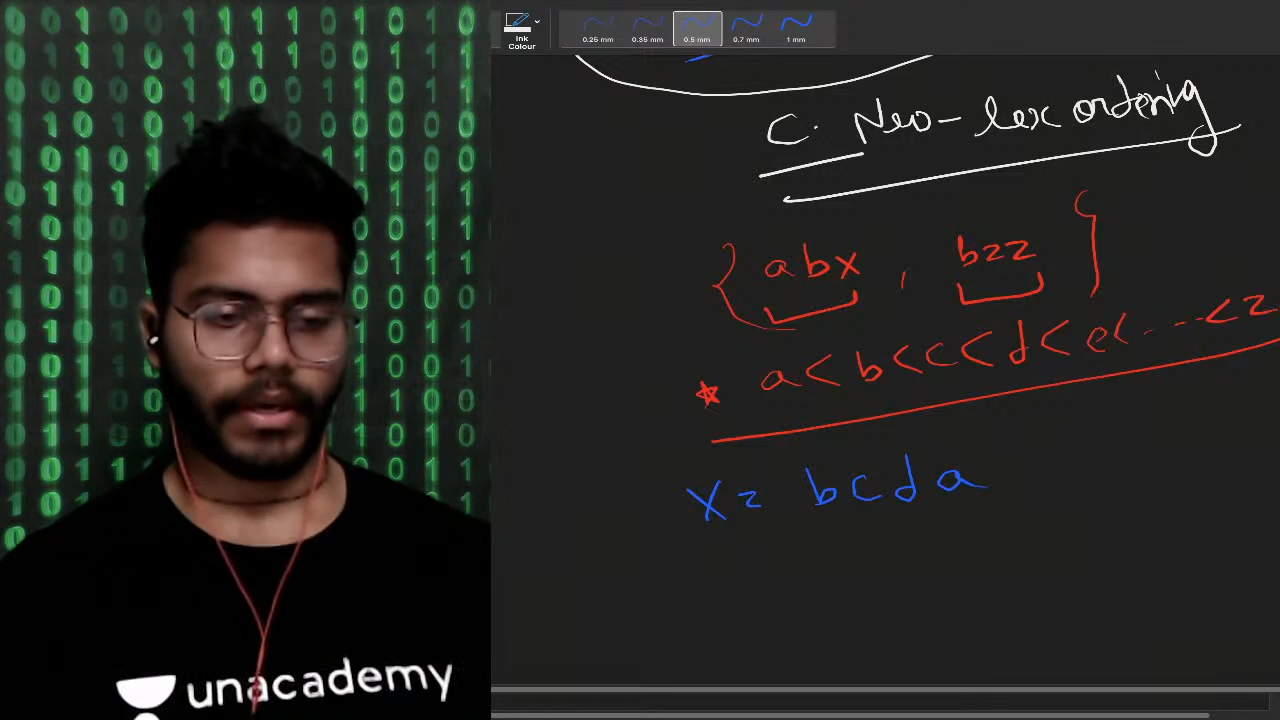 Ink
Colour
0.25 mm 0.35 mm 0.5 mm 0.7 mm 1 mm
C. Neo-lex ordering
{ abx , bzz }
* a<b<c<d<e<...<z
X = bcda
unacademy